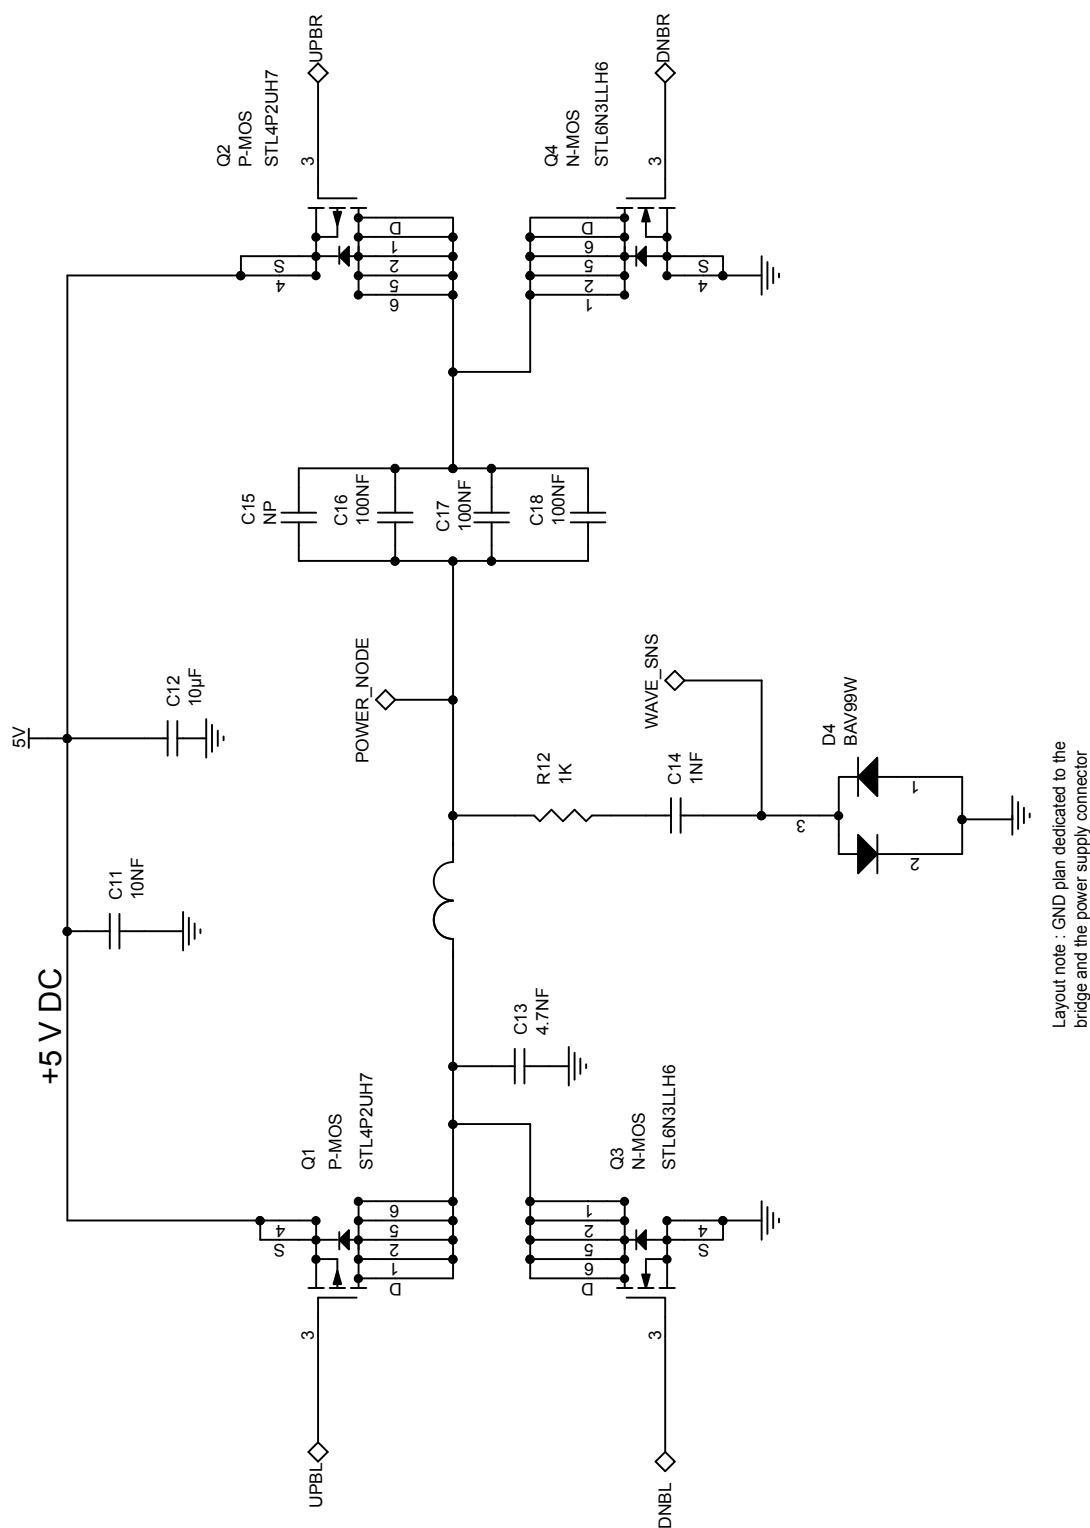 +5 V DC
5V
C11
10NF
C12
10µF
Q1
P-MOS
STL4P2UH7
UPBL
3
S
4
D
1
2
5
6
Q2
P-MOS
STL4P2UH7
UPBR
3
S
4
D
1
2
5
6
C15
NP
C16
100NF
C17
100NF
C18
100NF
POWER_NODE
C13
4.7NF
R12
1K
C14
1NF
WAVE_SNS
Q3
N-MOS
STL6N3LLH6
DNBL
3
D
6
5
2
1
S
4
Q4
N-MOS
STL6N3LLH6
DNBR
3
D
6
5
2
1
S
4
D4
BAV99W
3
2
1
Layout note : GND plan dedicated to the
bridge and the power supply connector